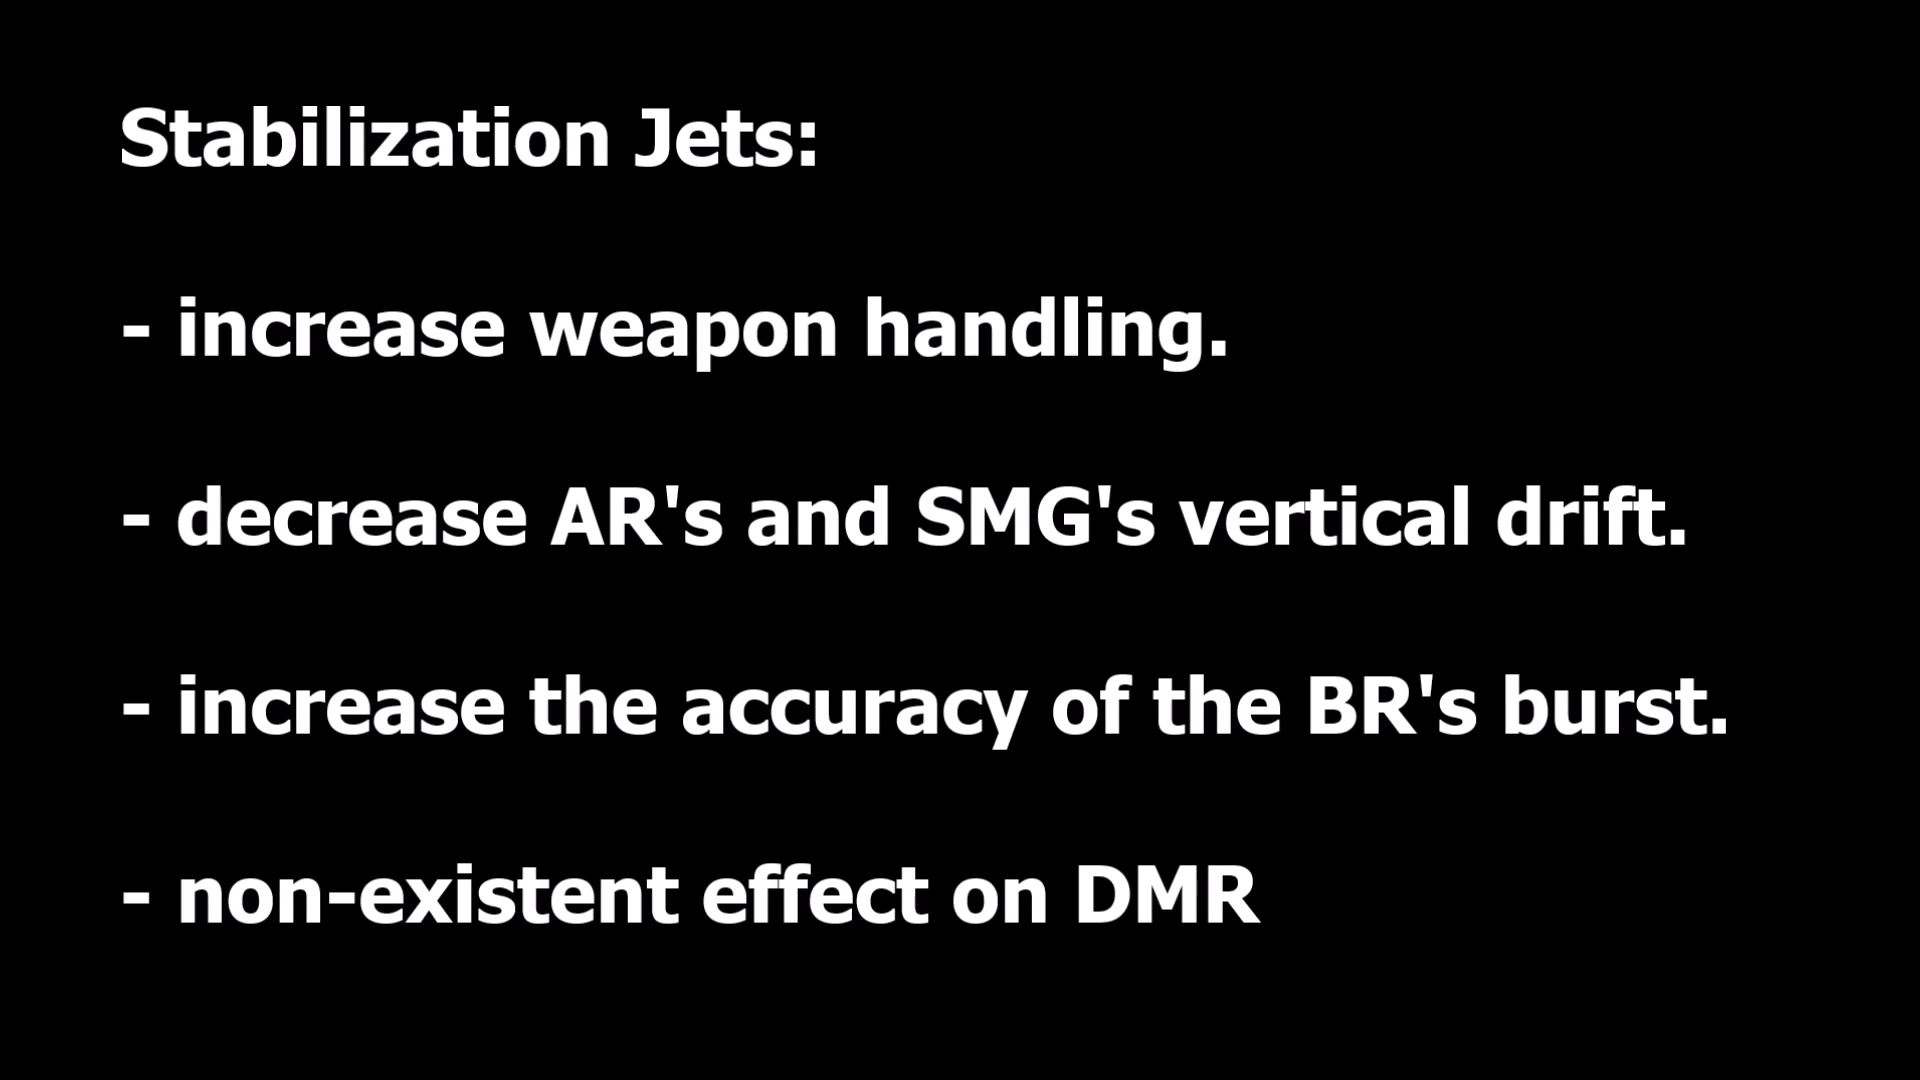 Stabilization Jets:
- increase weapon handling.
- decrease AR's and SMG's vertical drift.
- increase the accuracy of the BR's burst.
- non-existent effect on DMR